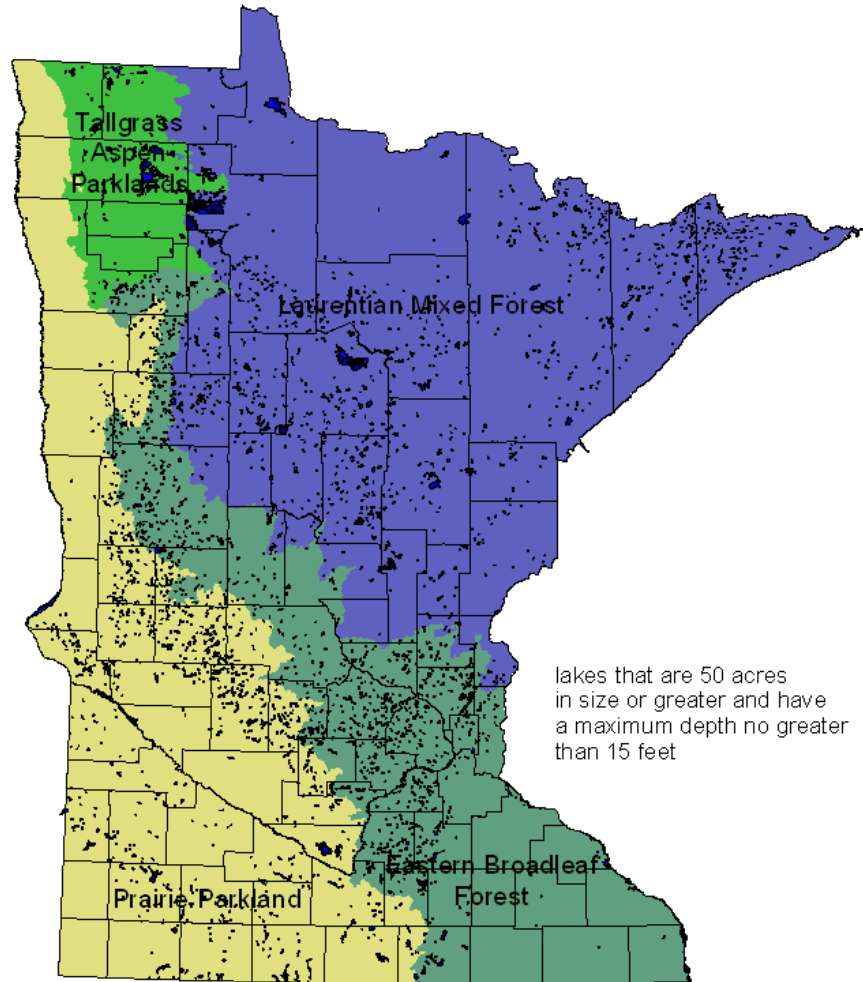 Tallgrass
Aspen
Parklands
Laurentian Mixed Forest
lakes that are 50 acres
in size or greater and have
a maximum depth no greater
than 15 feet
Eastern Broadleaf
Forest
Prairie Parkland